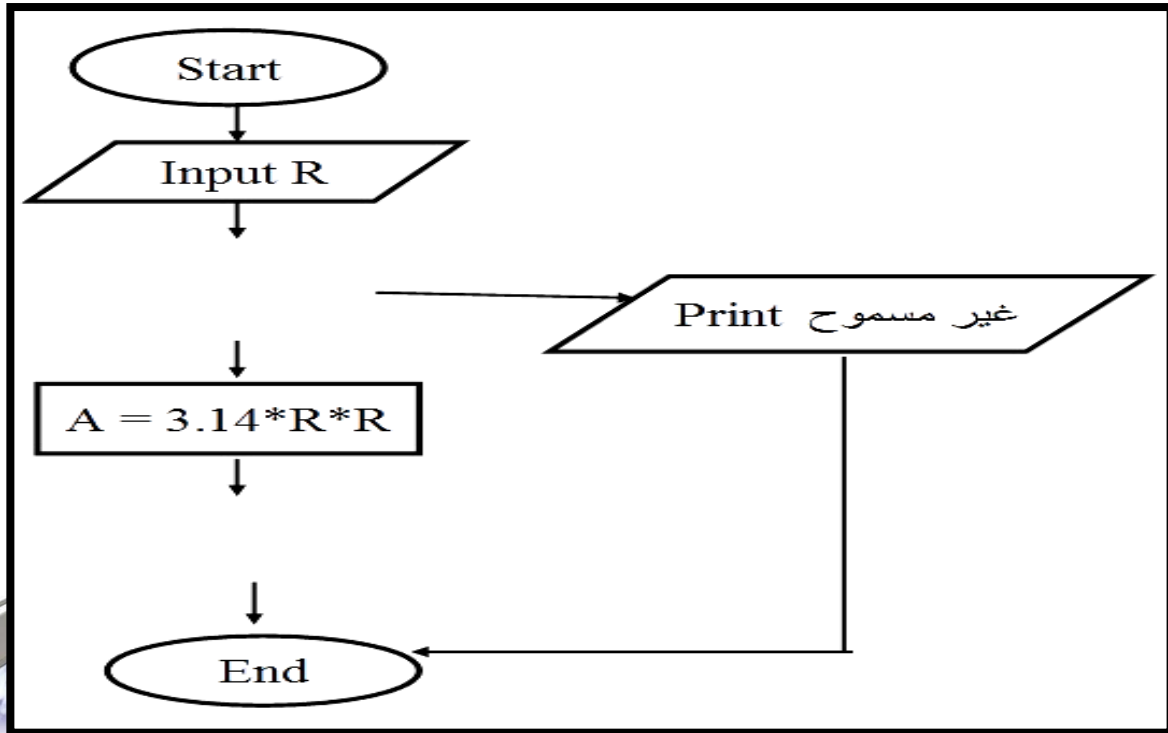 Start
Input R
Print غير مسموح
A = 3.14*R*R
End